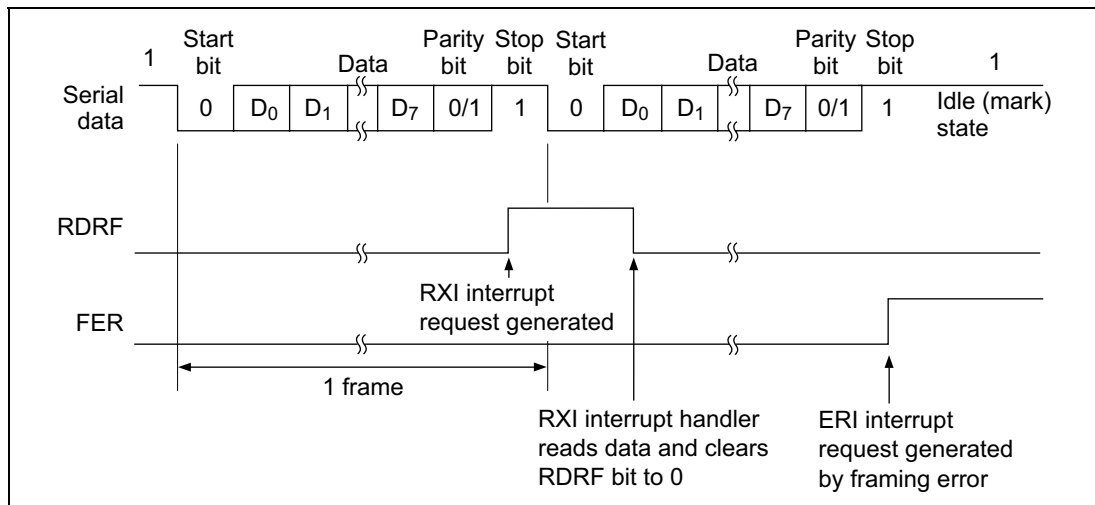 Start bit Data Parity bit Stop bit Start bit Data Parity bit Stop bit
1 1
Serial data 0 D₀ D₁ D₇ 0/1 1 0 D₀ D₁ D₇ 0/1 1 Idle (mark) state
RDRF
RXI interrupt
request generated
FER
1 frame
RXI interrupt handler
reads data and clears
RDRF bit to 0
ERI interrupt
request generated
by framing error